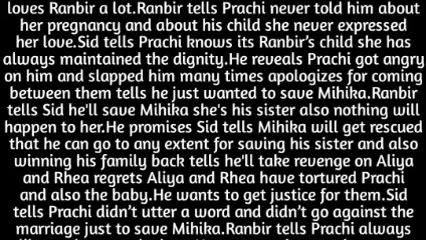 loves Ranbir a lot.Ranbir tells Prachi never told him about
her pregnancy and about his child she never expressed
her love.Sid tells Prachi knows its Ranbir's child she has
always maintained the dignity.He reveals Prachi got angry
on him and slapped him many times apologizes for coming
between them tells he just wanted to save Mihika.Ranbir
tells Sid he'll save Mihika she's his sister also nothing will
happen to her.He promises Sid tells Mihika will get rescued
that he can go to any extent for saving his sister and also
winning his family back tells he'll take revenge on Aliya
and Rhea regrets Aliya and Rhea have tortured Prachi
and also the baby.He wants to get justice for them.Sid
tells Prachi didn't utter a word and didn't go against the
marriage just to save Mihika.Ranbir tells Prachi always